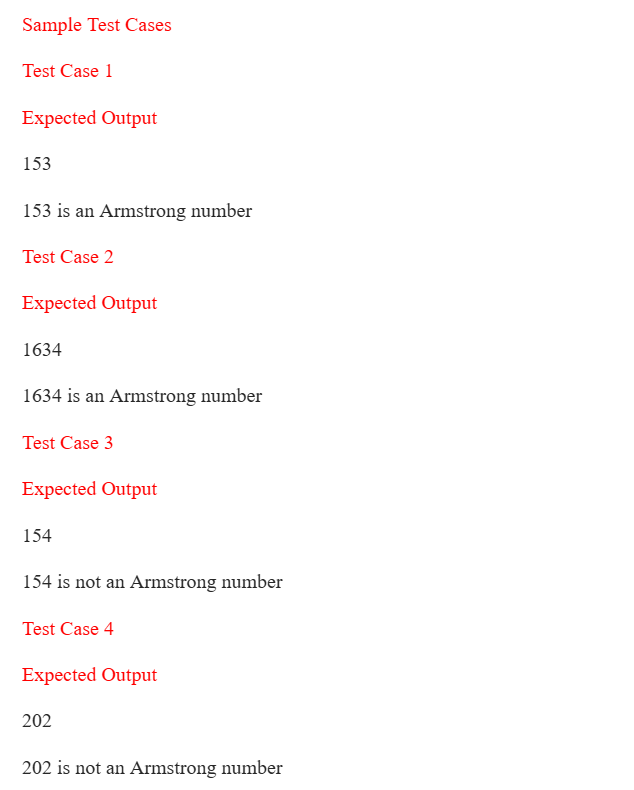 Sample Test Cases
Test Case 1
Expected Output
153
153 is an Armstrong number
Test Case 2
Expected Output
1634
1634 is an Armstrong number
Test Case 3
Expected Output
154
154 is not an Armstrong number
Test Case 4
Expected Output
202
202 is not an Armstrong number